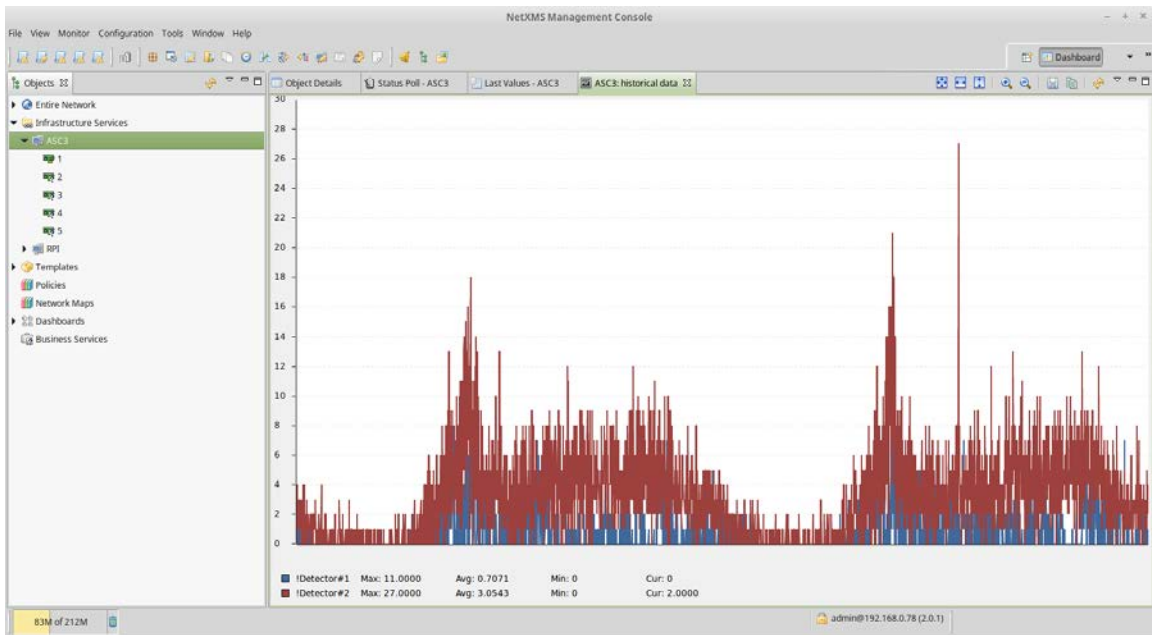 NetXMS Management Console
File View Monitor Configuration Tools Window Help
Dashboard
Objects
Object Details
Status Poll - ASC3
Last Values - ASC3
ASC3: historical data
Entire Network
Infrastructure Services
ASC3
1
2
3
4
5
RPI
Templates
Policies
Network Maps
Dashboards
Business Services
30
28
26
24
22
20
18
16
14
12
10
8
6
4
2
0
!Detector#1 Max: 11.0000 Avg: 0.7071 Min: 0 Cur: 0
!Detector#2 Max: 27.0000 Avg: 3.0543 Min: 0 Cur: 2.0000
83M of 212M
admin@192.168.0.78 (2.0.1)